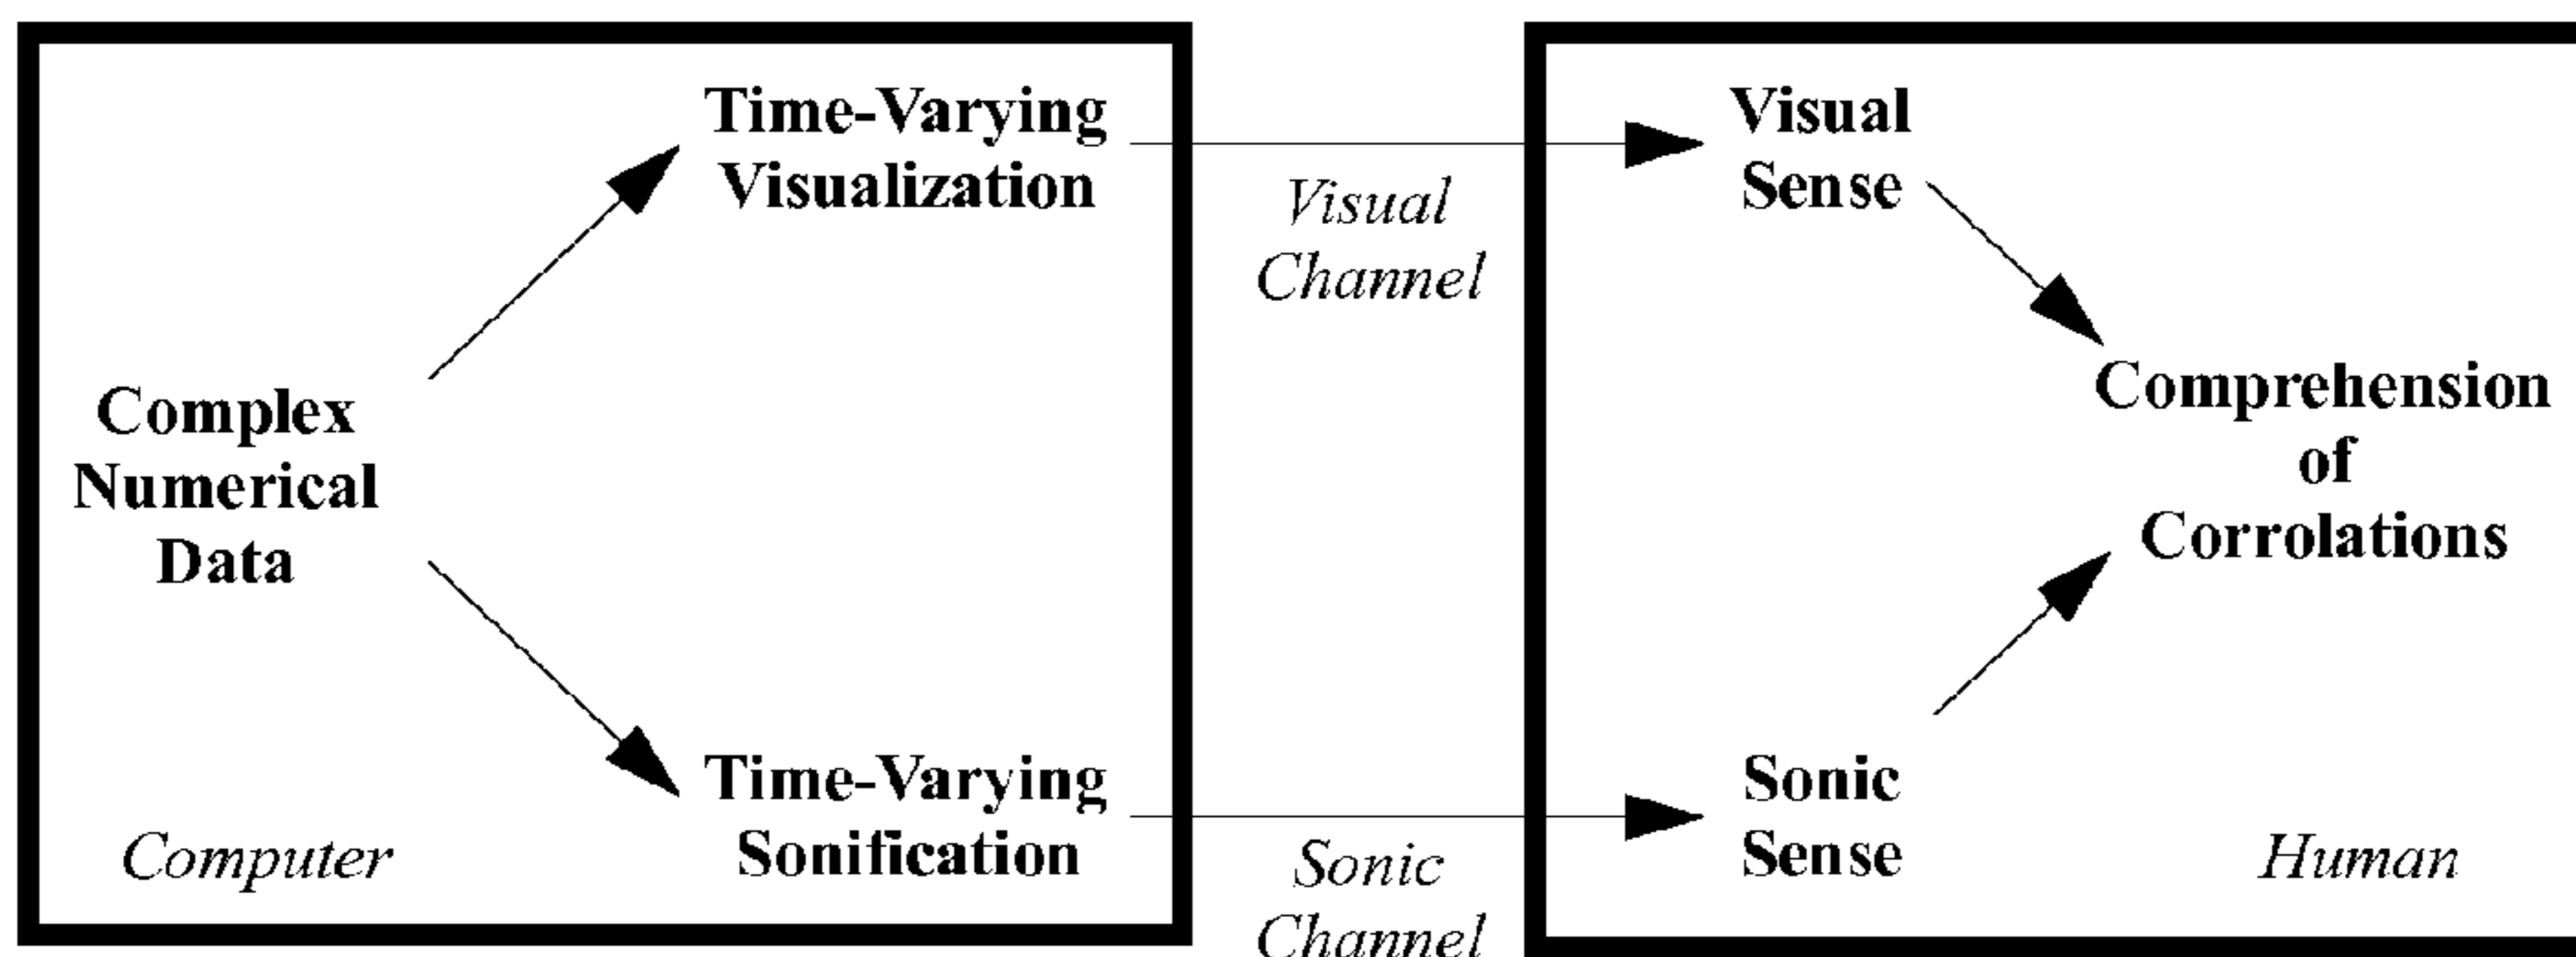 Complex
Numerical
Data
Time-Varying
Visualization
Time-Varying
Sonification
Computer
Visual
Channel
Sonic
Channel
Visual
Sense
Sonic
Sense
Comprehension
of
Corrolations
Human